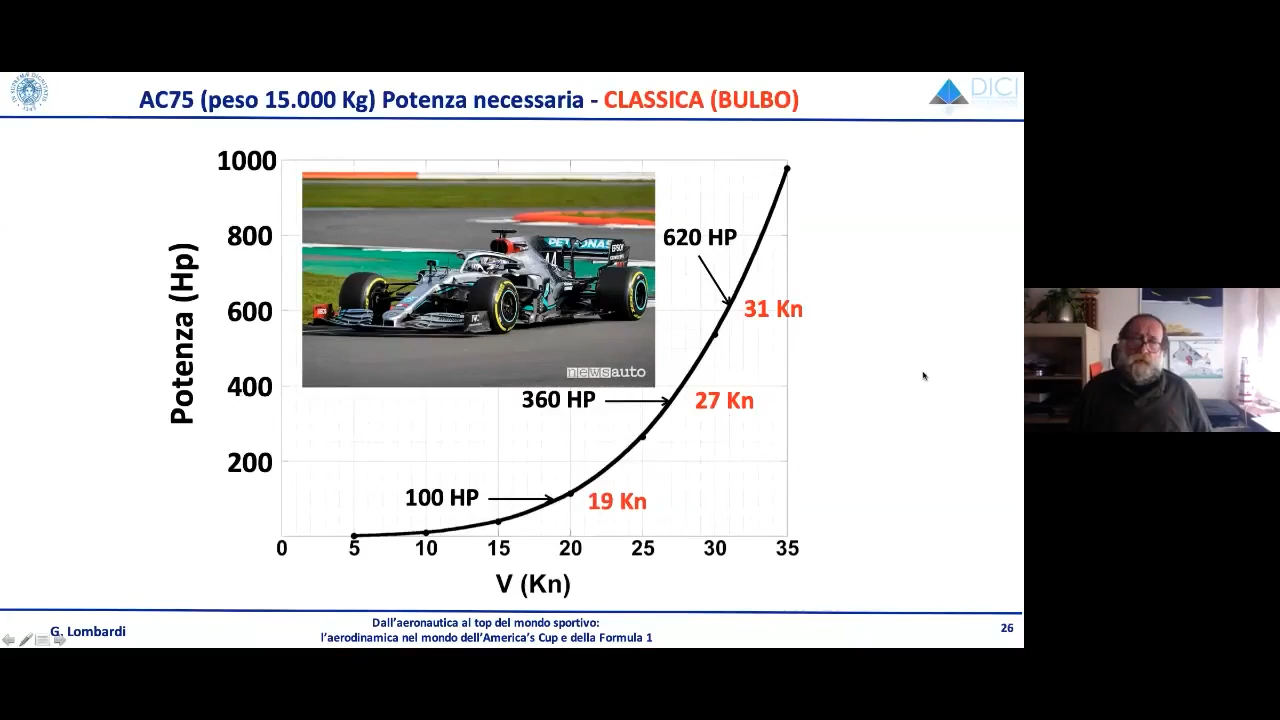 AC75 (peso 15.000 Kg) Potenza necessaria - CLASSICA (BULBO)
DICI
Potenza (Hp)
1000
800
600
400
200
PETRONAS
EPSON
44
newsauto
620 HP
31 Kn
360 HP
27 Kn
100 HP
19 Kn
0
5
10
15
20
25
30
35
V (Kn)
G. Lombardi
Dall'aeronautica al top del mondo sportivo:
l'aerodinamica nel mondo dell'America's Cup e della Formula 1
26